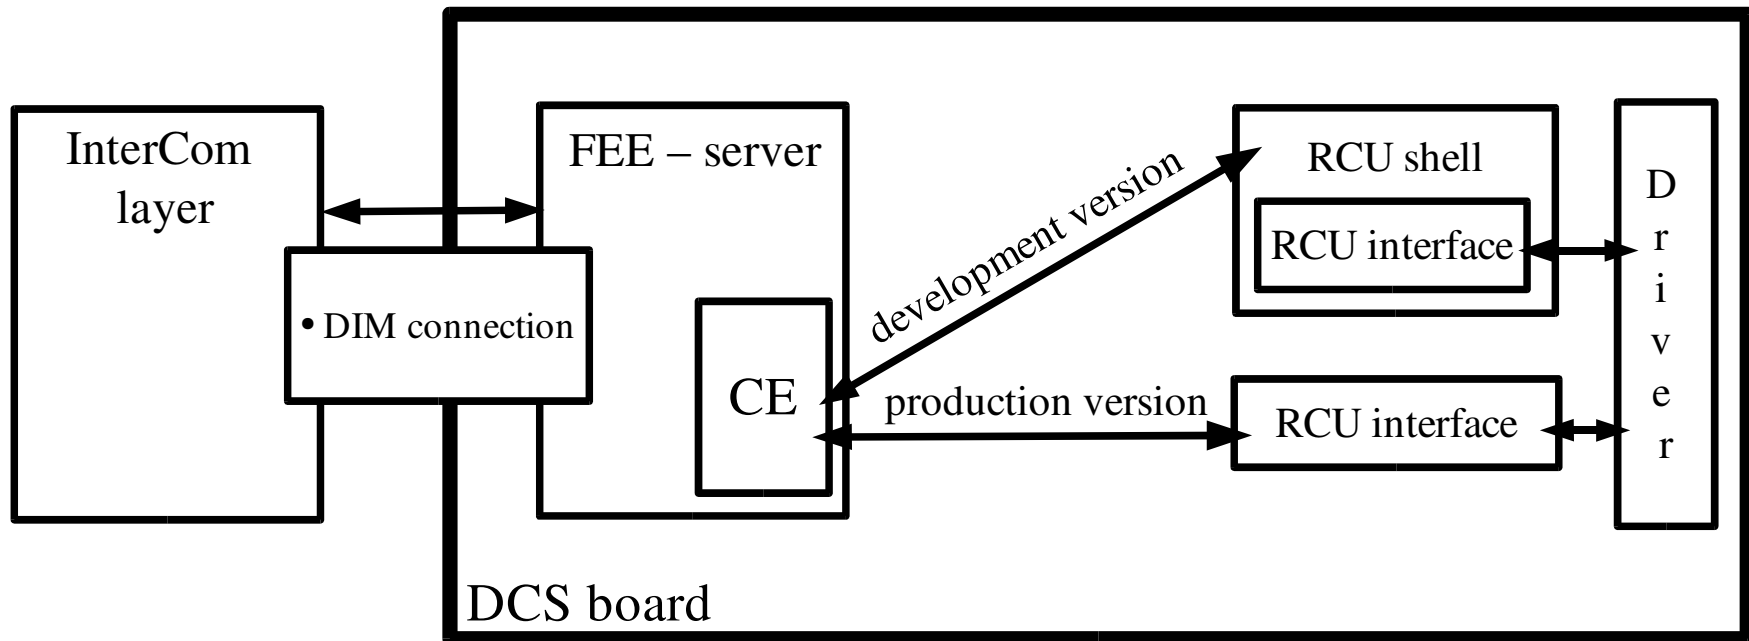 InterCom
layer
FEE – server
• DIM connection
CE
development version
production version
RCU shell
RCU interface
RCU interface
D
r
i
v
e
r
DCS board